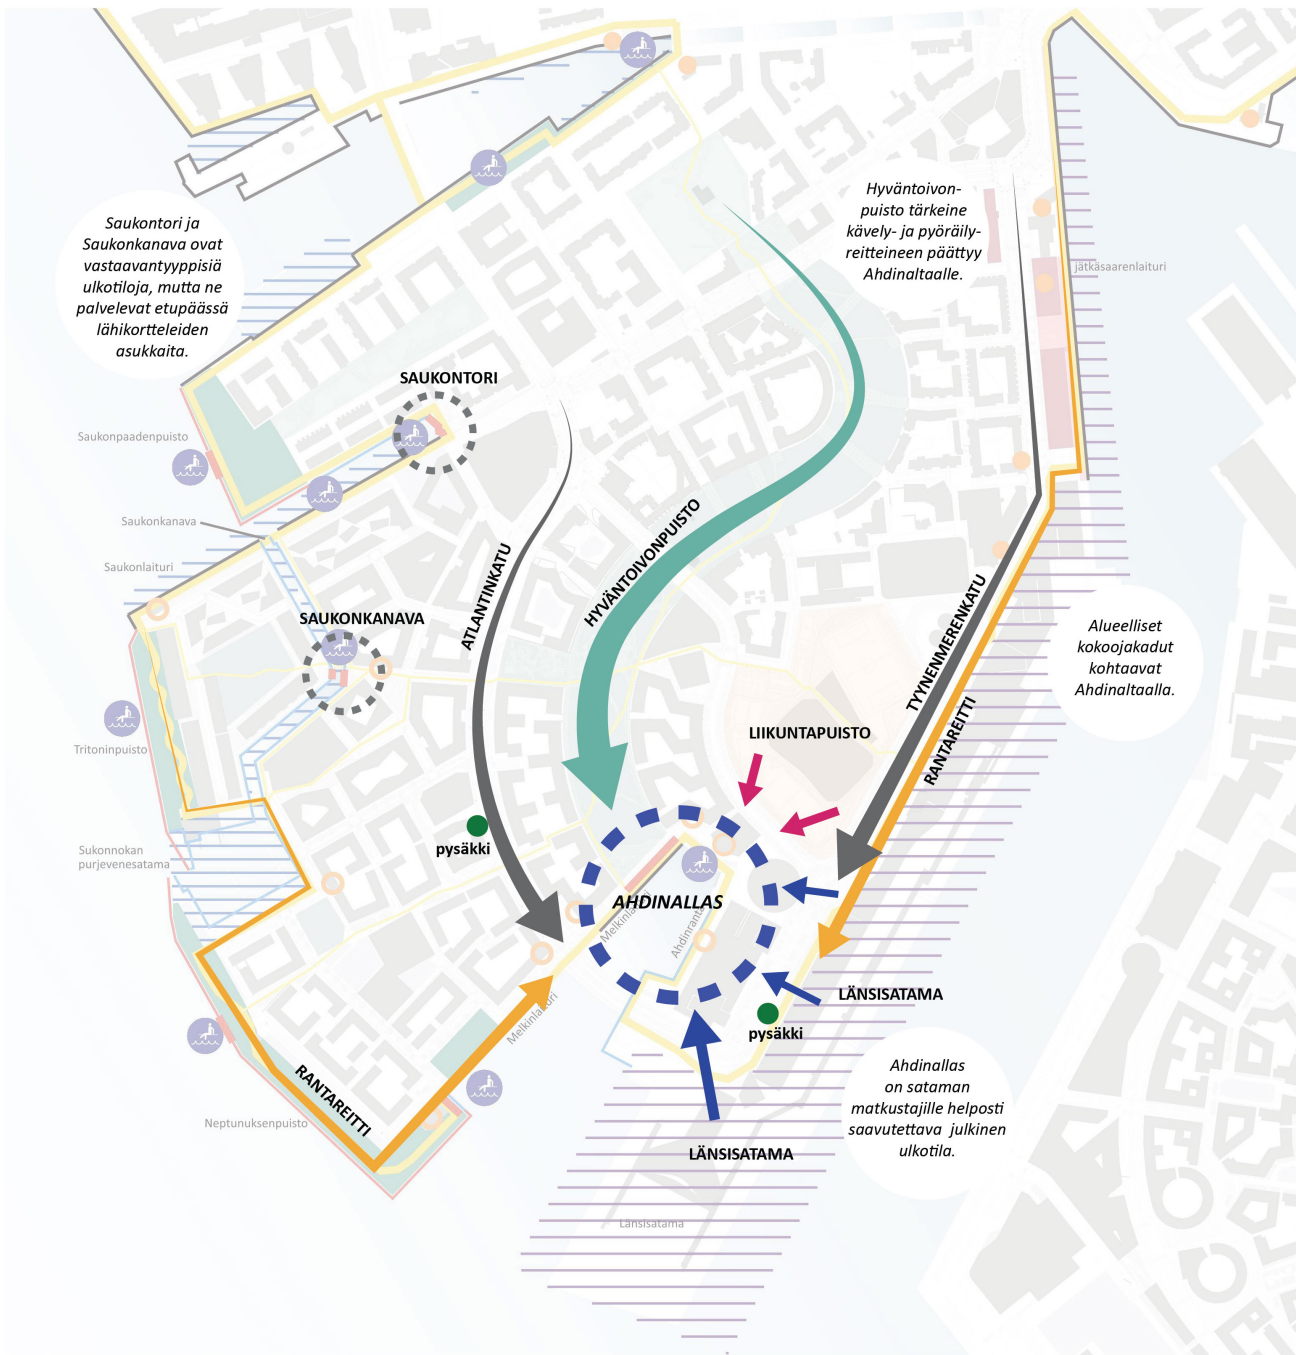 Hyväntoivon-
puisto tärkeine
kävely- ja pyöräily-
reitteineen päättyy
Ahdinaltaalle.
Saukontori ja
Saukonkanava ovat
vastaavantyyppisiä
ulkotiloja, mutta ne
palvelevat etupäässä
lähikortteleiden
asukkaita.
jätkäsaarenlaituri
SAUKONTORI
Saukonpaadenpuisto
Saukonkanava
Saukonlaituri
ATLANTINKATU
HYVÄNTOIVONPUISTO
TYYNENMERENKATU
SAUKONKANAVA
Alueelliset
kokoojakadut
kohtaavat
Ahdinaltaalla.
RANTAREITTI
Tritoninpuisto
LIIKUNTAPUISTO
Sukonnokan
purjevenesatama
pysäkki
AHDINALLAS
Melkinlaituri
Ahdinranta
LÄNSISATAMA
Melkinlaituri
pysäkki
RANTAREITTI
Neptunuksenpuisto
Ahdinallas
on sataman
matkustajille helposti
saavutettava julkinen
ulkotila.
LÄNSISATAMA
Länsisatama